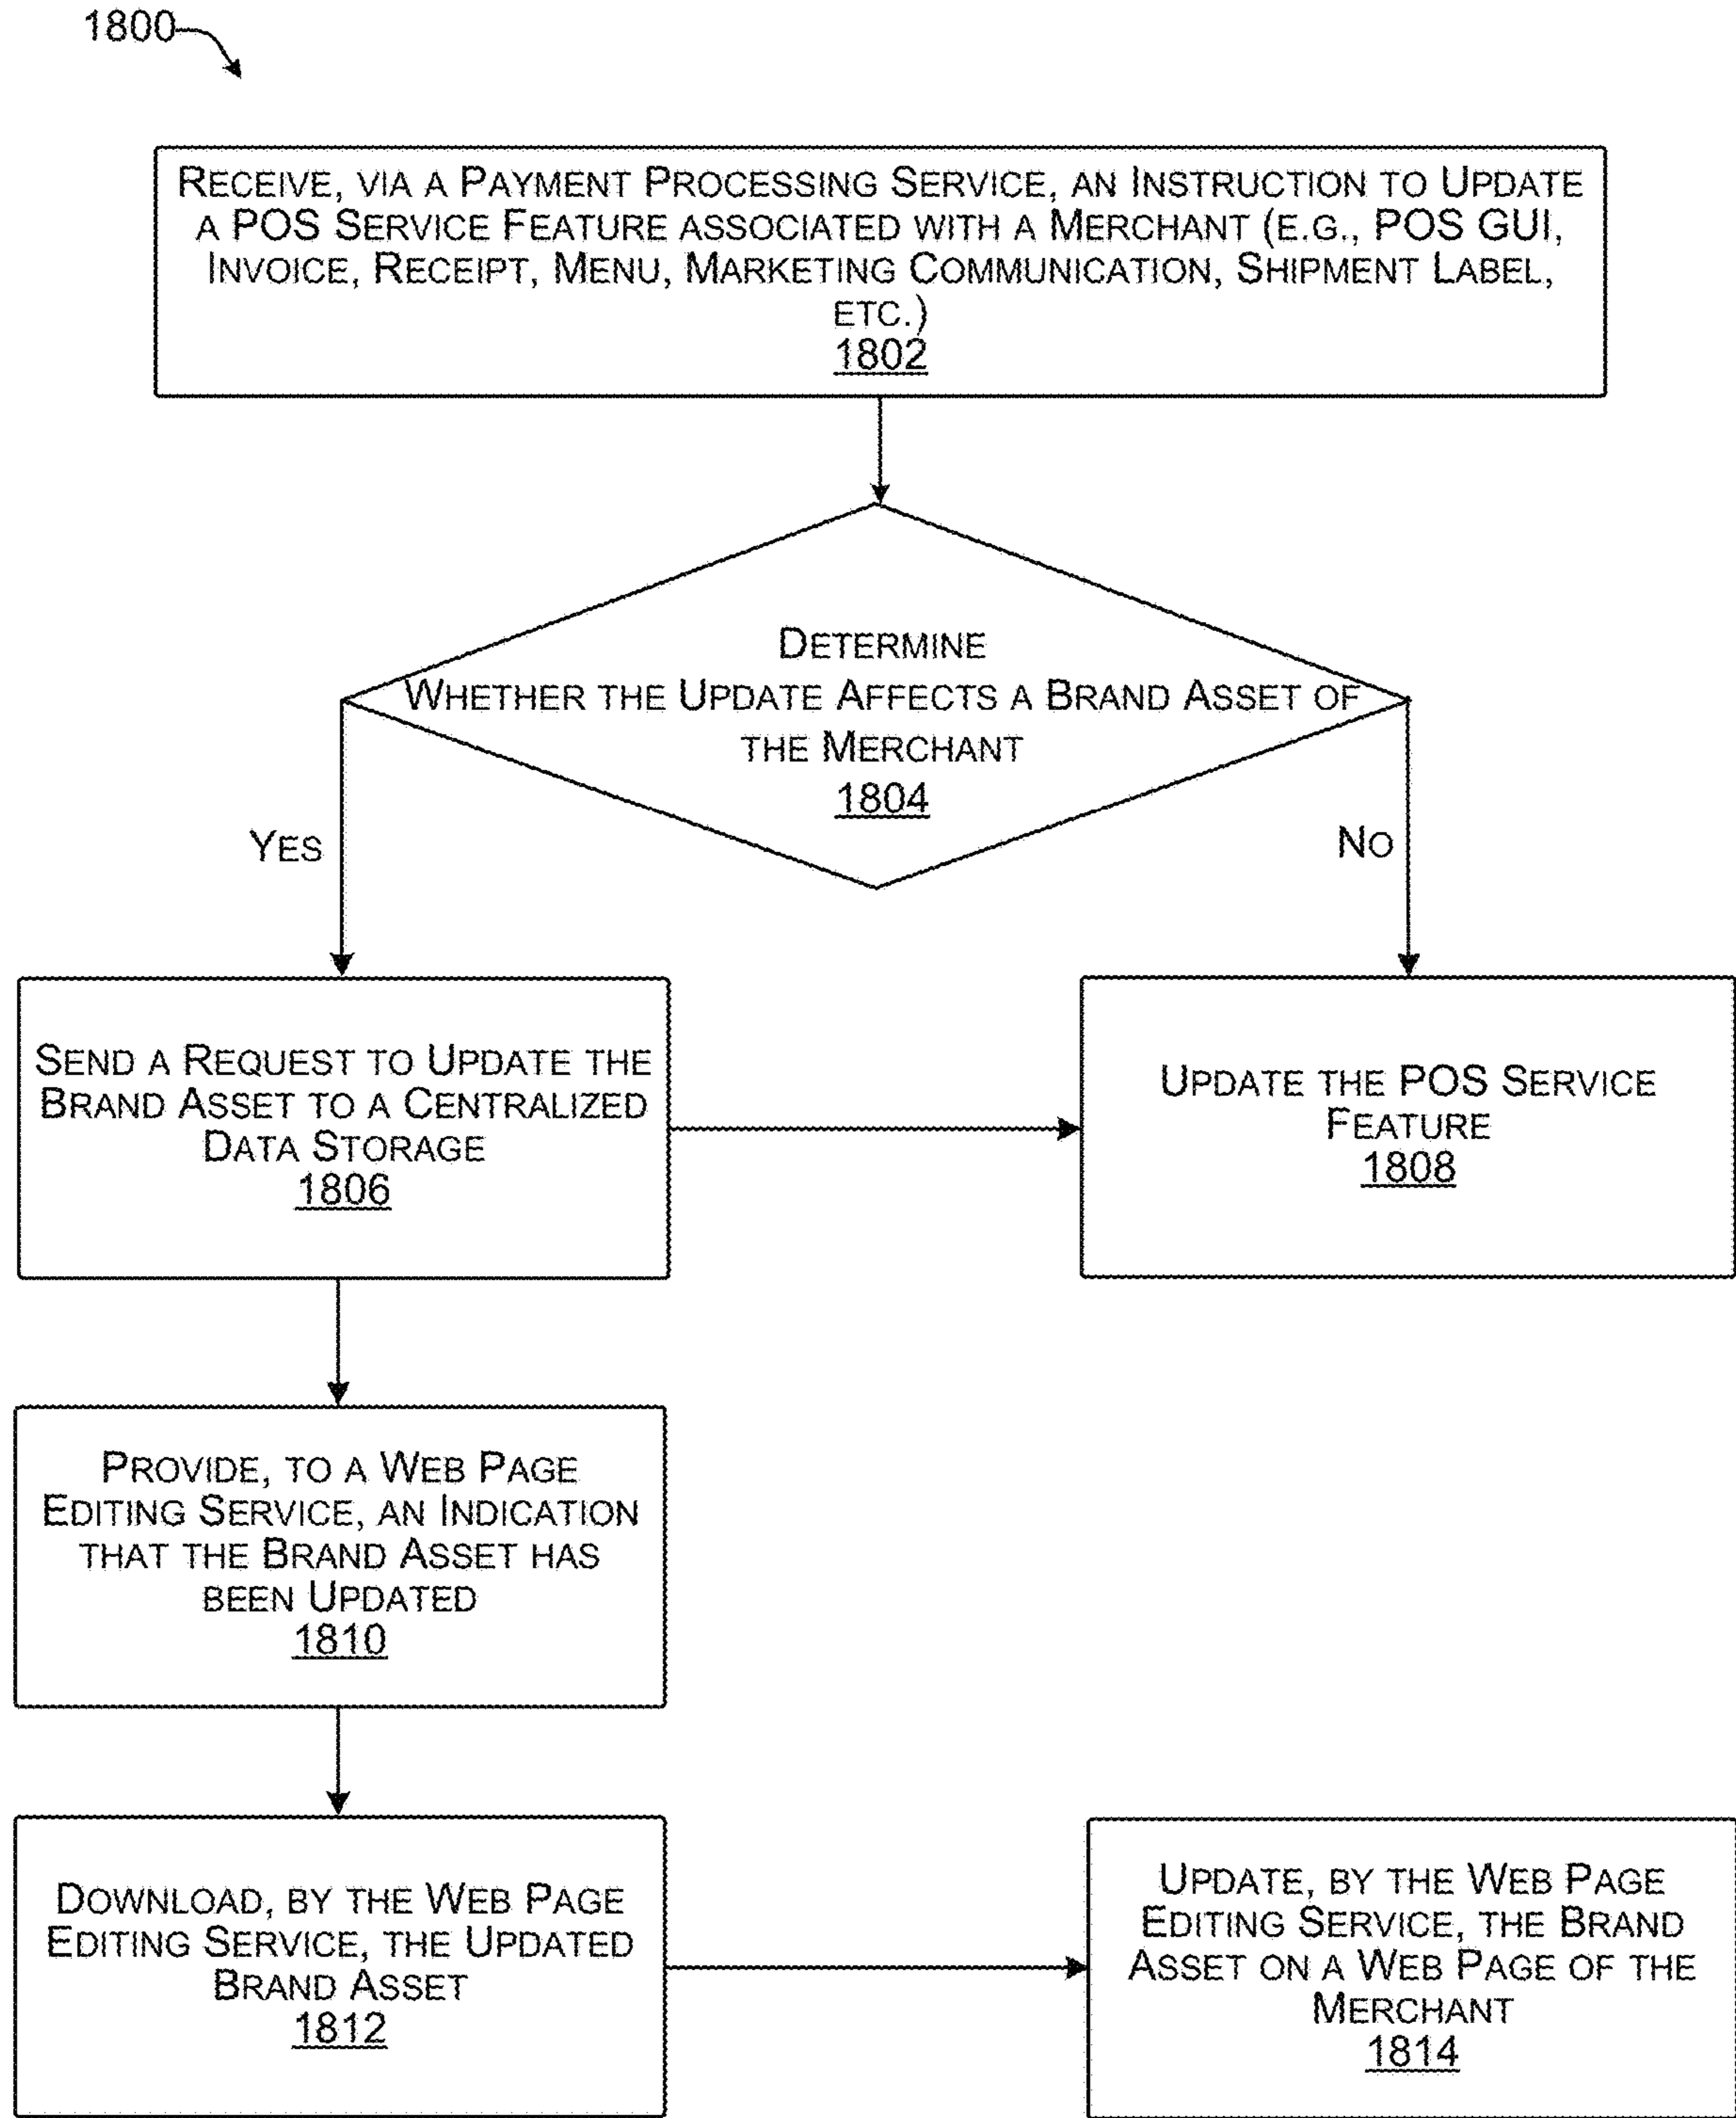 1800
RECEIVE, VIA A PAYMENT PROCESSING SERVICE, AN INSTRUCTION TO UPDATE
A POS SERVICE FEATURE ASSOCIATED WITH A MERCHANT (E.G., POS GUI,
INVOICE, RECEIPT, MENU, MARKETING COMMUNICATION, SHIPMENT LABEL,
ETC.)
1802
DETERMINE
WHETHER THE UPDATE AFFECTS A BRAND ASSET OF
THE MERCHANT
1804
YES
NO
SEND A REQUEST TO UPDATE THE
BRAND ASSET TO A CENTRALIZED
DATA STORAGE
1806
UPDATE THE POS SERVICE
FEATURE
1808
PROVIDE, TO A WEB PAGE
EDITING SERVICE, AN INDICATION
THAT THE BRAND ASSET HAS
BEEN UPDATED
1810
DOWNLOAD, BY THE WEB PAGE
EDITING SERVICE, THE UPDATED
BRAND ASSET
1812
UPDATE, BY THE WEB PAGE
EDITING SERVICE, THE BRAND
ASSET ON A WEB PAGE OF THE
MERCHANT
1814